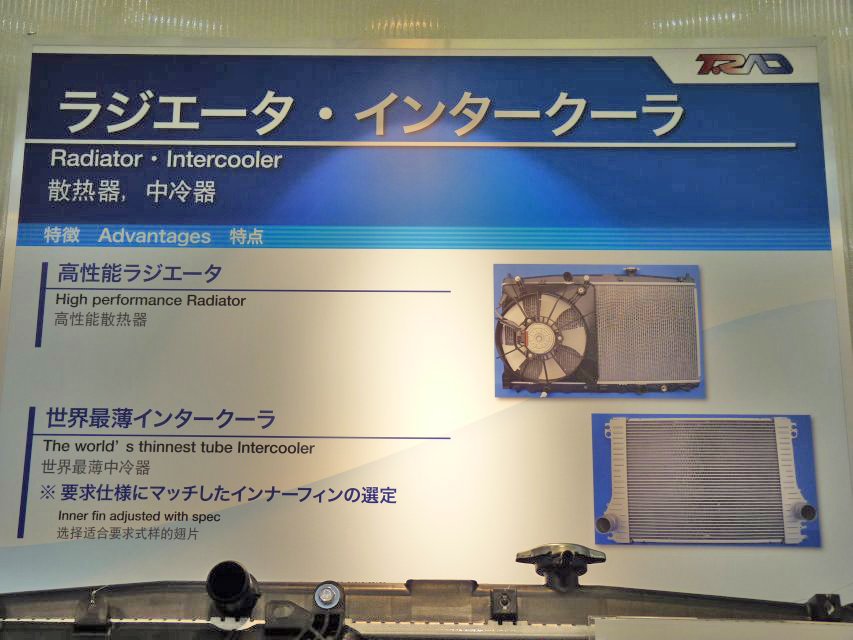 T.RAD
ラジエータ・インタークーラ
Radiator・Intercooler
散热器，中冷器
特徴 Advantages 特点
高性能ラジエータ
High performance Radiator
高性能散热器
世界最薄インタークーラ
The world's thinnest tube Intercooler
世界最薄中冷器
※ 要求仕様にマッチしたインナーフィンの選定
Inner fin adjusted with spec
选择适合要求式样的翅片